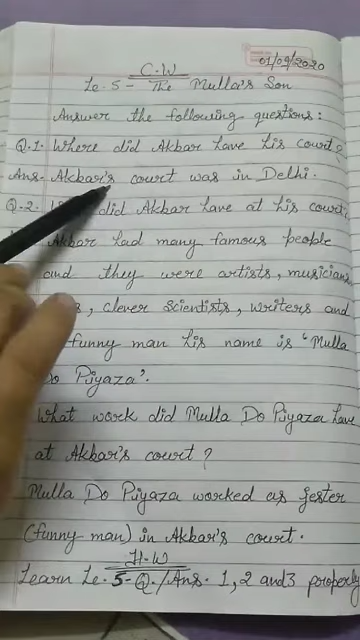 01/09/2020
C.W
Le. 5 - The Mulla's Son
Answer the following questions:
Q.1. Where did Akbar have his court?
Ans- Akbar's court was in Delhi.
Q.2. did Akbar have at his court?
Akbar had many famous people
and they were artists, musicians
, clever scientists, writers and
funny man his name is "Mulla
Do Piyaza'.
What work did Mulla Do Piyaza have
at Akbar's court?
Mulla Do Piyaza worked as jester
(funny man) in Akbar's court.
H.W
Learn Le. 5-Q./Ans. 1, 2 and 3 properly